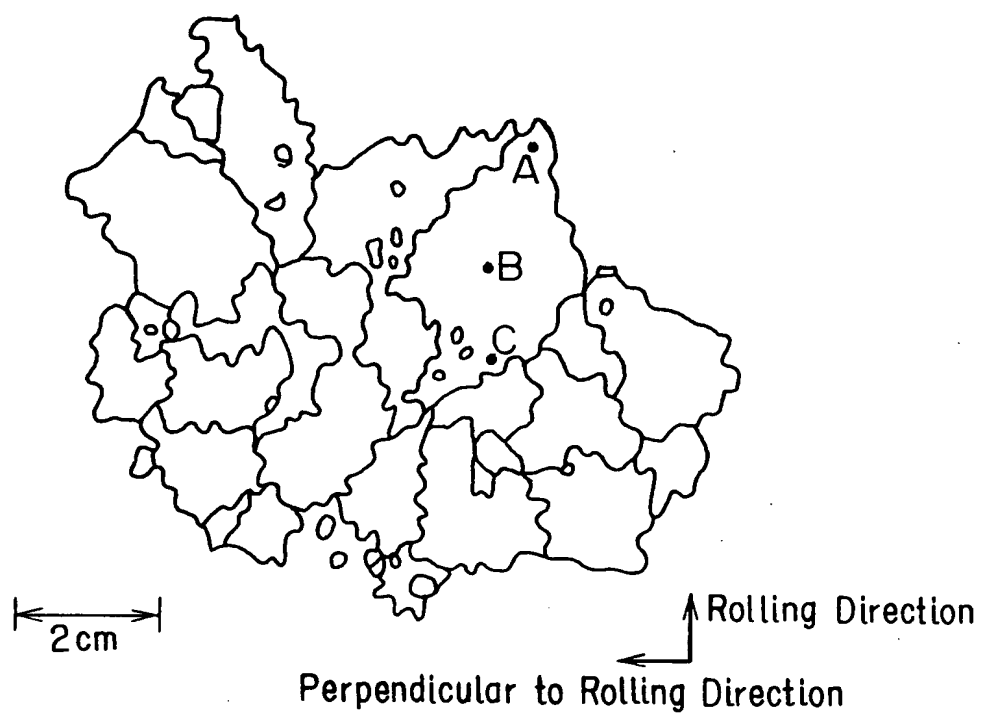 A
B
C
2cm
Rolling Direction
Perpendicular to Rolling Direction